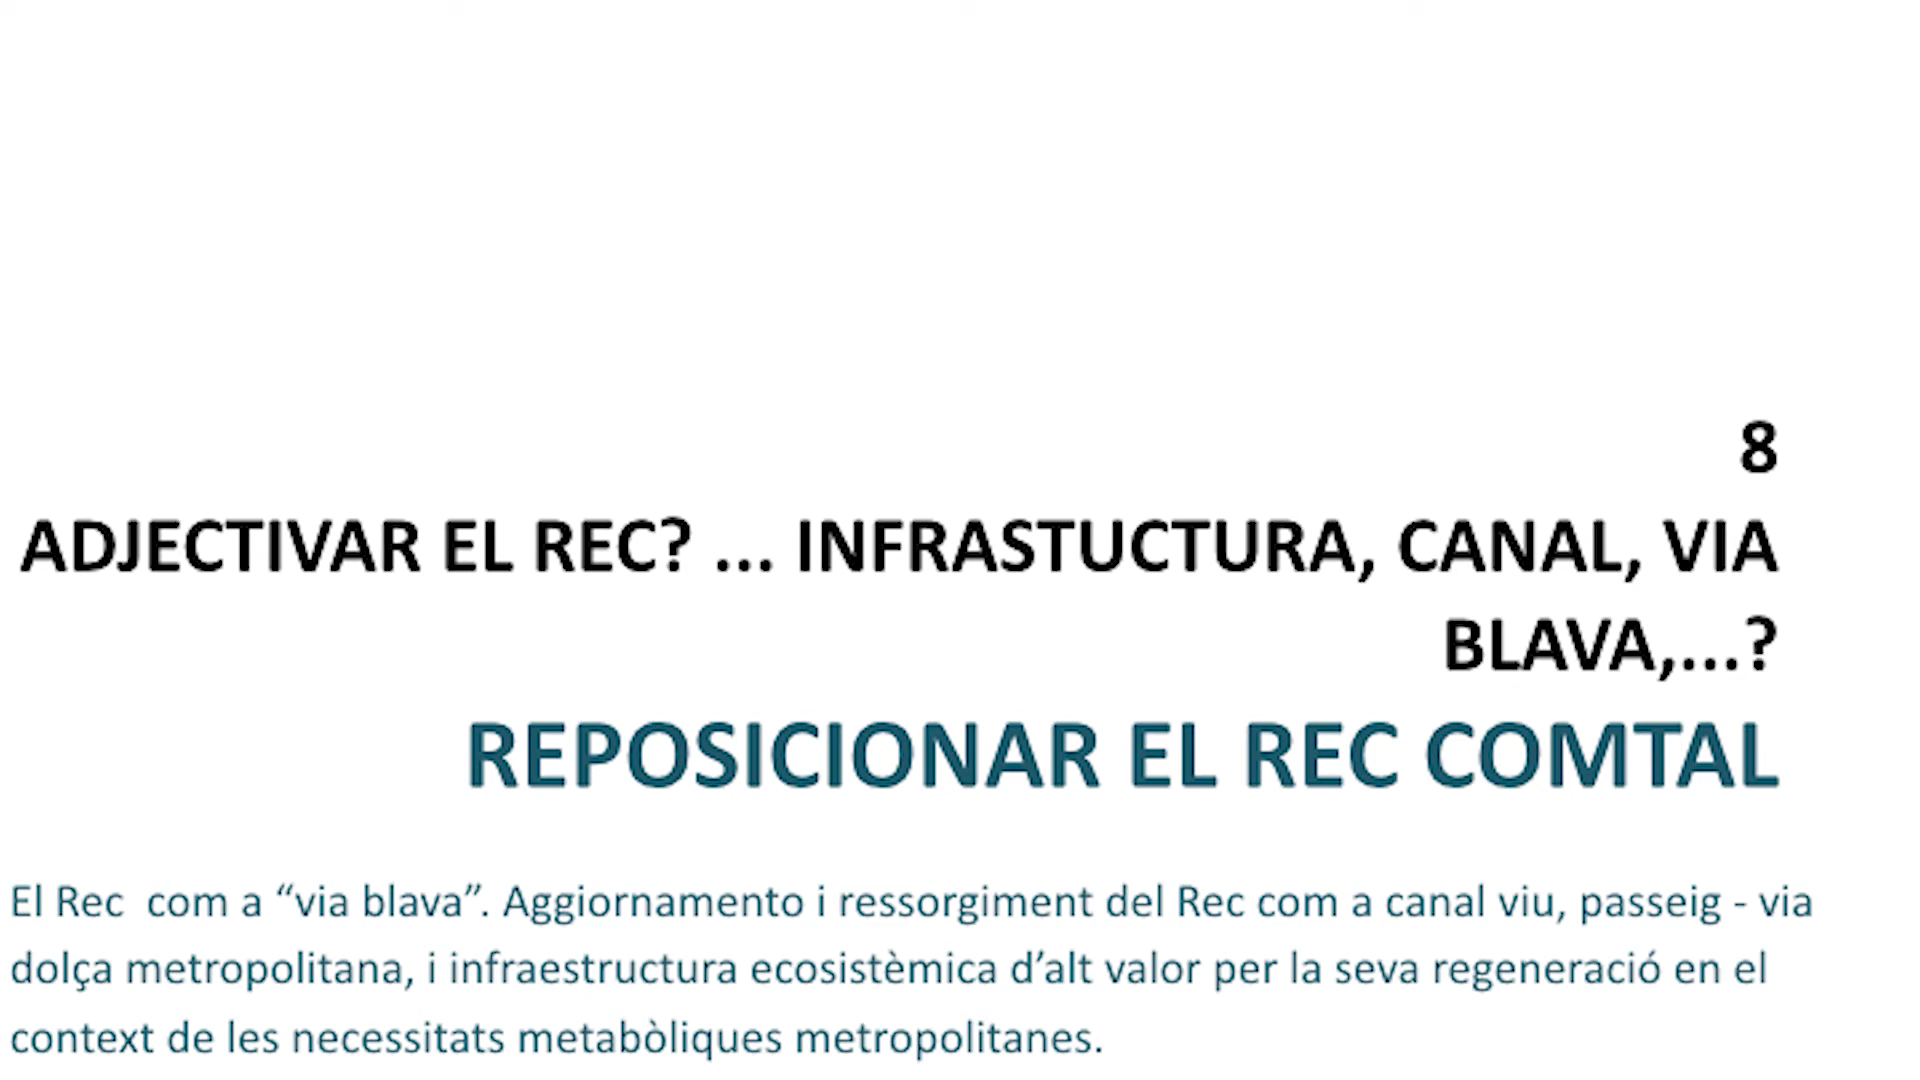 8
ADJECTIVAR EL REC? ... INFRASTUCTURA, CANAL, VIA
BLAVA,...?
REPOSICIONAR EL REC COMTAL
El Rec  com a “via blava”. Aggiornamento i ressorgiment del Rec com a canal viu, passeig - via
dolça metropolitana, i infraestructura ecosistèmica d’alt valor per la seva regeneració en el
context de les necessitats metabòliques metropolitanes.